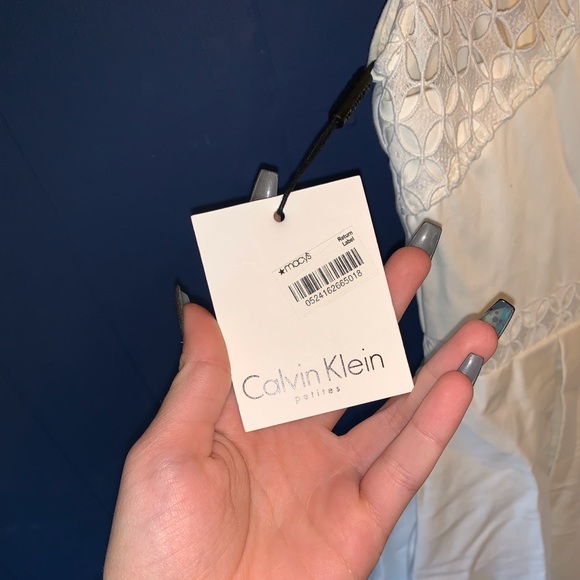 ★macy's
Return
Label
0524162665018
Calvin Klein
petites